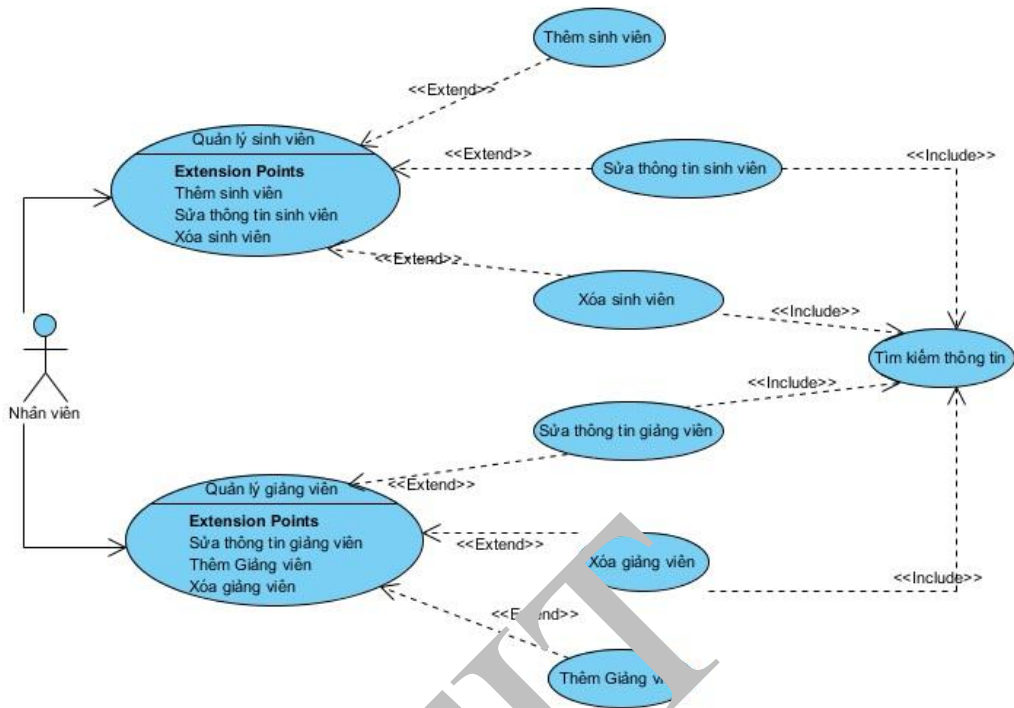 Thêm sinh viên
<<Extend>>
Quản lý sinh viên
Extension Points
Thêm sinh viên
Sửa thông tin sinh viên
Xóa sinh viên
<<Extend>>
Sửa thông tin sinh viên
<<Include>>
<<Extend>>
Xóa sinh viên
<<Include>>
Tìm kiếm thông tin
Nhân viên
<<Include>>
Sửa thông tin giảng viên
<<Extend>>
Quản lý giảng viên
Extension Points
Sửa thông tin giảng viên
Thêm Giảng viên
Xóa giảng viên
<<Extend>>
Xóa giảng viên
<<Include>>
<<Extend>>
Thêm Giảng